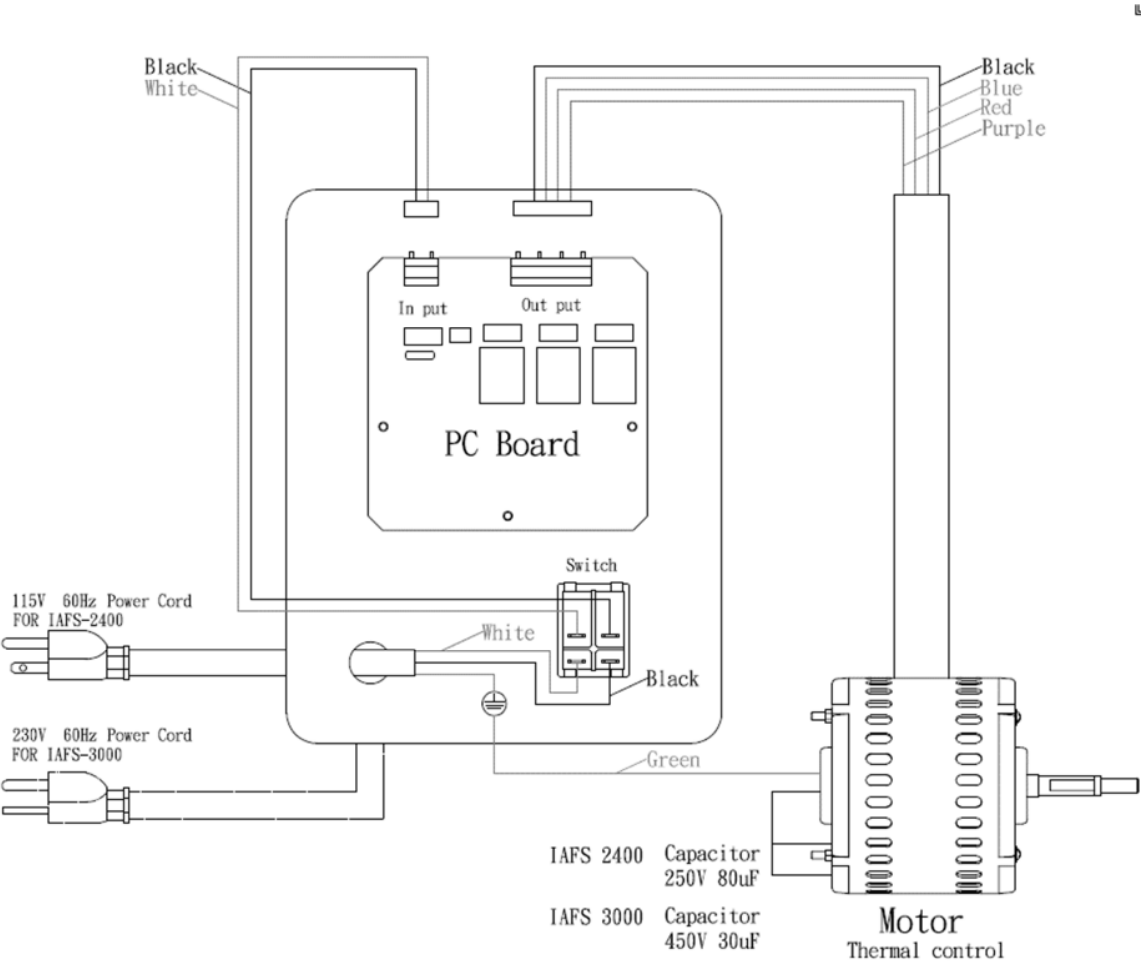 Black
White
Black
Blue
Red
Purple
In put
Out put
PC Board
Switch
115V 60Hz Power Cord
FOR IAFS-2400
White
Black
230V 60Hz Power Cord
FOR IAFS-3000
Green
IAFS 2400 Capacitor
250V 80uF
IAFS 3000 Capacitor
450V 30uF
Motor
Thermal control